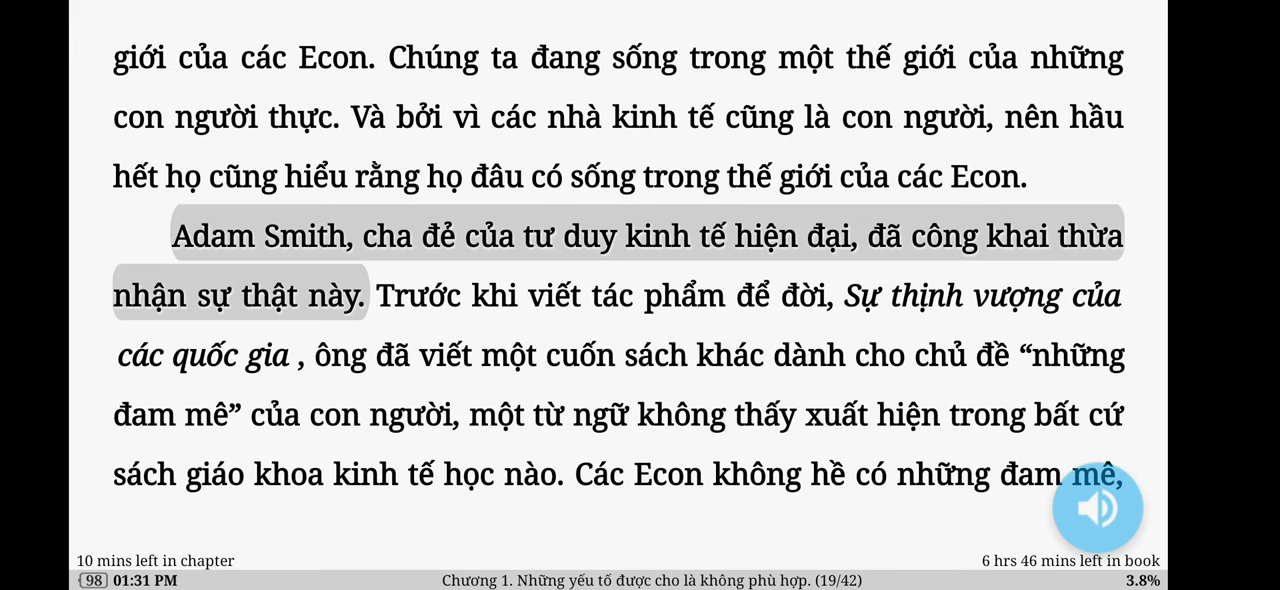 giới của các Econ. Chúng ta đang sống trong một thế giới của những
con người thực. Và bởi vì các nhà kinh tế cũng là con người, nên hầu
hết họ cũng hiểu rằng họ đâu có sống trong thế giới của các Econ.
Adam Smith, cha đẻ của tư duy kinh tế hiện đại, đã công khai thừa
nhận sự thật này. Trước khi viết tác phẩm để đời, Sự thịnh vượng của
các quốc gia , ông đã viết một cuốn sách khác dành cho chủ đề “những
đam mê” của con người, một từ ngữ không thấy xuất hiện trong bất cứ
sách giáo khoa kinh tế học nào. Các Econ không hề có những đam mê,
10 mins left in chapter 6 hrs 46 mins left in book
98 01:31 PM Chương 1. Những yếu tố được cho là không phù hợp. (19/42) 3.8%